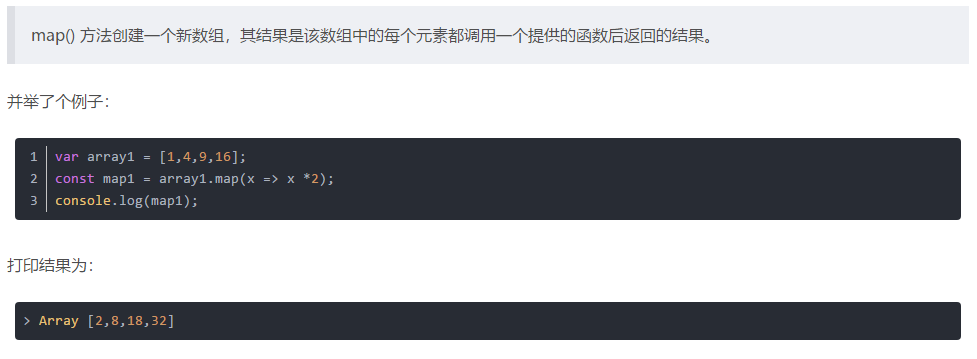 map() 方法创建一个新数组，其结果是该数组中的每个元素都调用一个提供的函数后返回的结果。
并举了个例子：
1 var array1 = [1,4,9,16];
2 const map1 = array1.map(x => x *2);
3 console.log(map1);
打印结果为：
> Array [2,8,18,32]